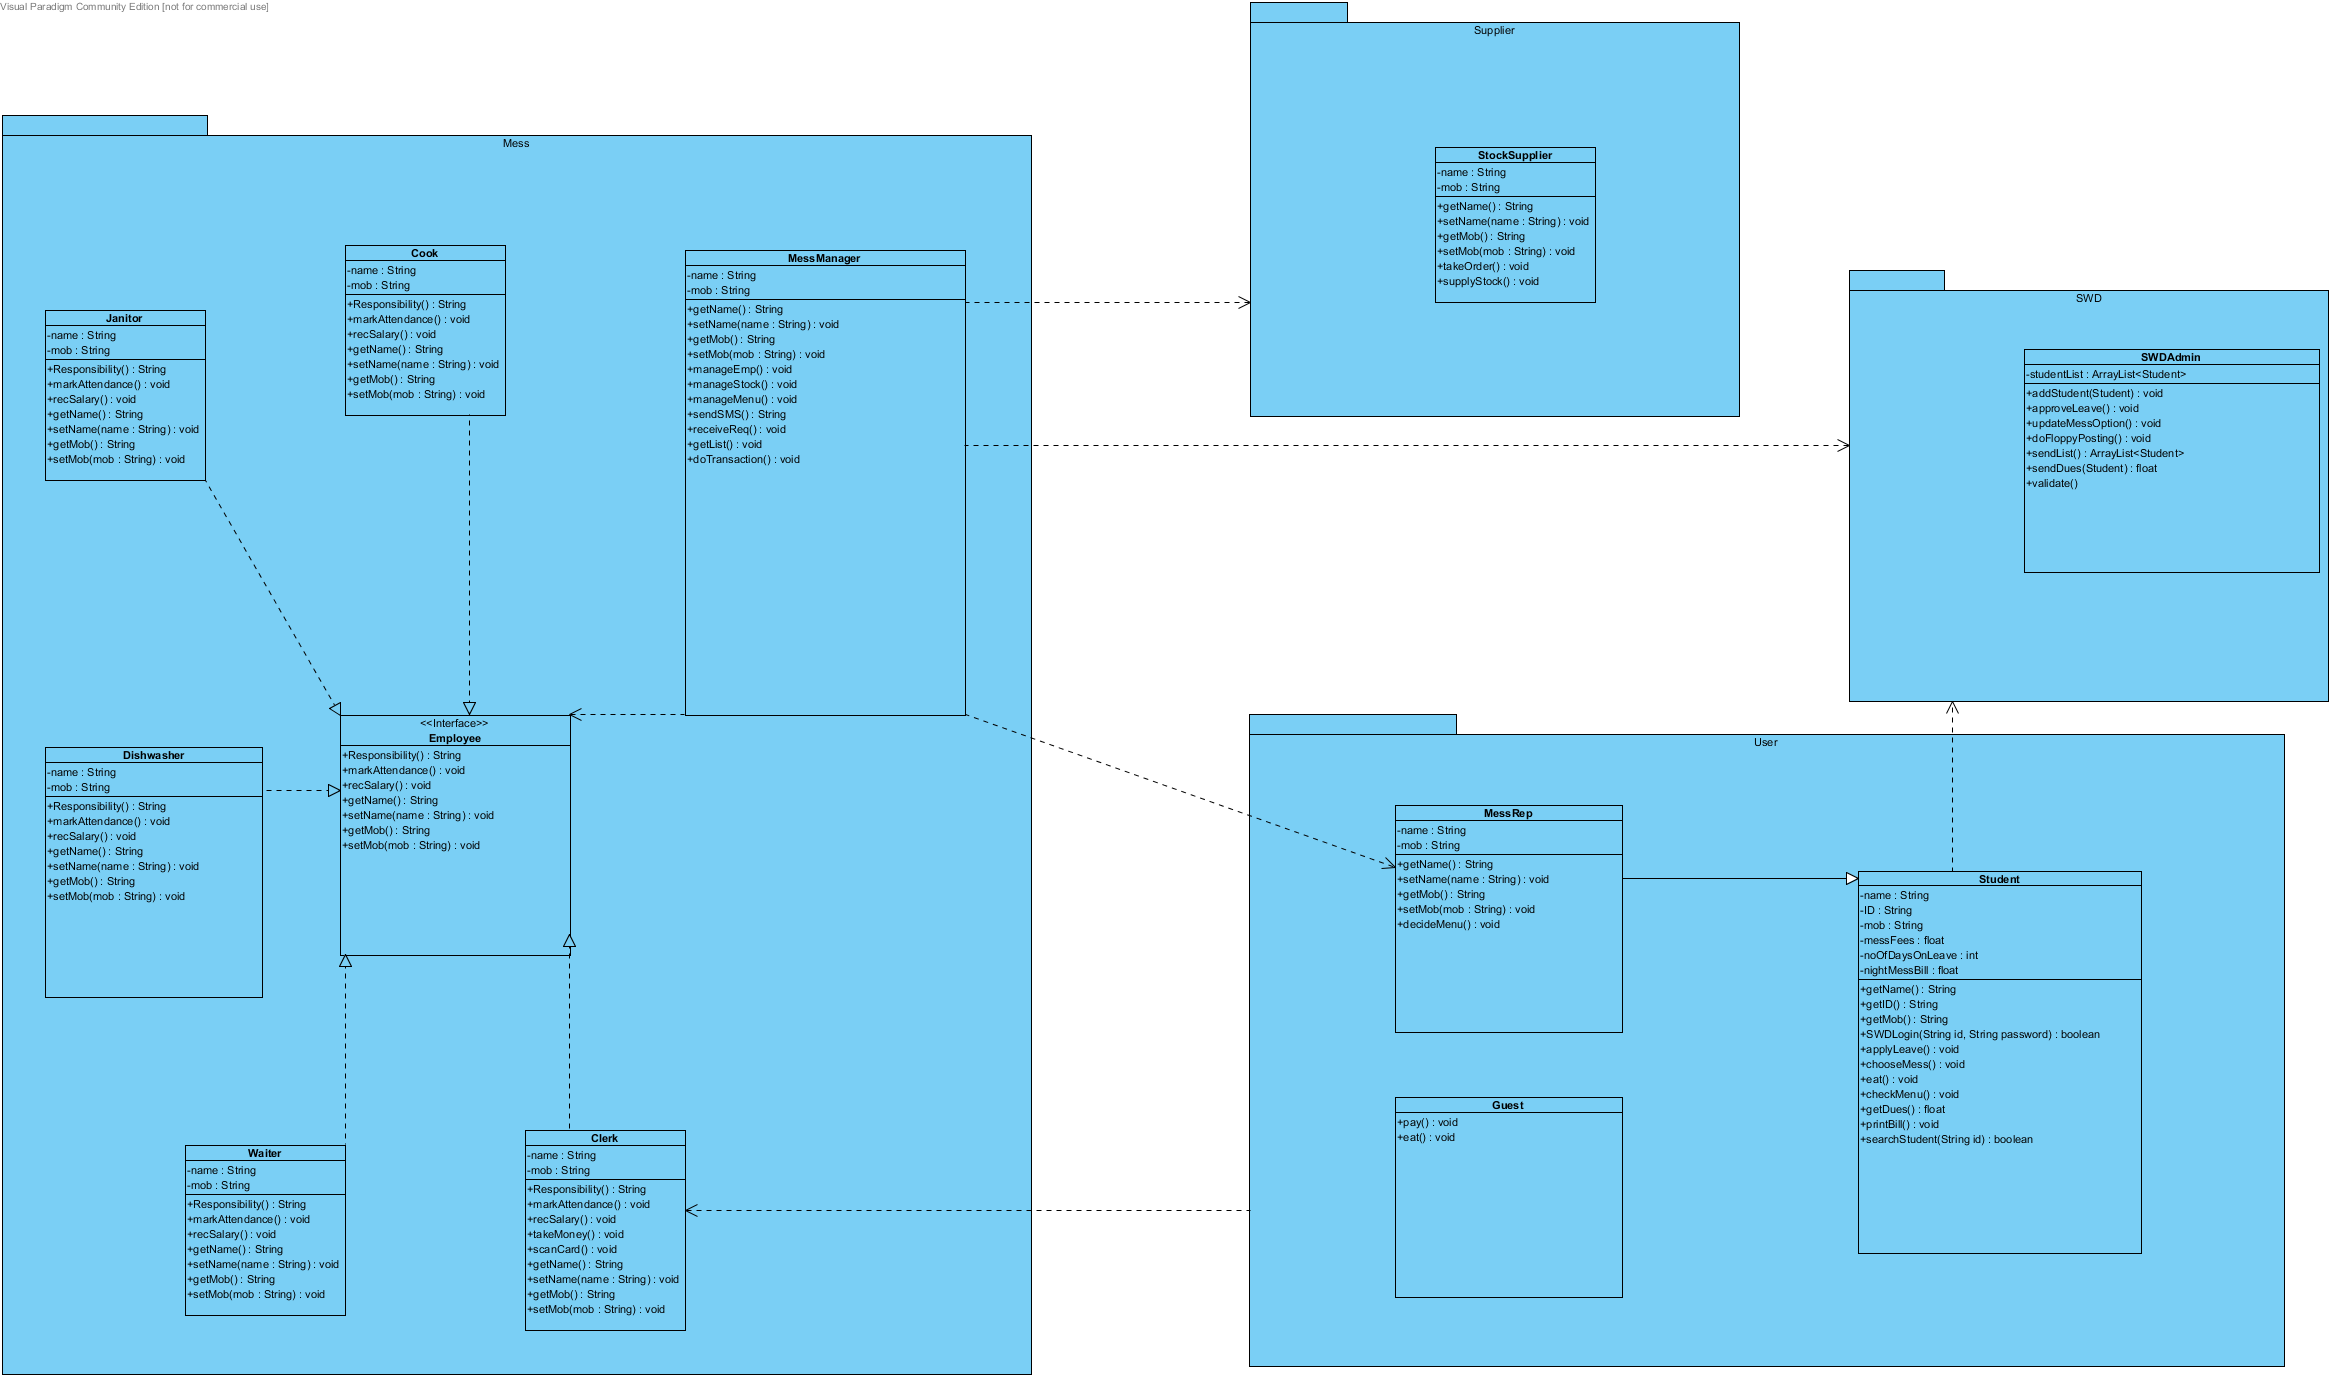 Visual Paradigm Community Edition [not for commercial use]
Supplier
StockSupplier
-name : String
-mob : String
+getName() : String
+setName(name : String) : void
+getMob() : String
+setMob(mob : String) : void
+takeOrder() : void
+supplyStock() : void
Mess
Cook
-name : String
-mob : String
+Responsibility() : String
+markAttendance() : void
+recSalary() : void
+getName() : String
+setName(name : String) : void
+getMob() : String
+setMob(mob : String) : void
MessManager
-name : String
-mob : String
+getName() : String
+setName(name : String) : void
+getMob() : String
+setMob(mob : String) : void
+manageEmp() : void
+manageStock() : void
+manageMenu() : void
+sendSMS() : String
+receiveReq() : void
+getList() : void
+doTransaction() : void
Janitor
-name : String
-mob : String
+Responsibility() : String
+markAttendance() : void
+recSalary() : void
+getName() : String
+setName(name : String) : void
+getMob() : String
+setMob(mob : String) : void
SWD
SWDAdmin
-studentList : ArrayList<Student>
+addStudent(Student) : void
+approveLeave() : void
+updateMessOption() : void
+doFloppyPosting() : void
+sendList() : ArrayList<Student>
+sendDues(Student) : float
+validate()
<<Interface>>
Employee
+Responsibility() : String
+markAttendance() : void
+recSalary() : void
+getName() : String
+setName(name : String) : void
+getMob() : String
+setMob(mob : String) : void
Dishwasher
-name : String
-mob : String
+Responsibility() : String
+markAttendance() : void
+recSalary() : void
+getName() : String
+setName(name : String) : void
+getMob() : String
+setMob(mob : String) : void
User
MessRep
-name : String
-mob : String
+getName() : String
+setName(name : String) : void
+getMob() : String
+setMob(mob : String) : void
+decideMenu() : void
Student
-name : String
-ID : String
-mob : String
-messFees : float
-noOfDaysOnLeave : int
-nightMessBill : float
+getName() : String
+getID() : String
+getMob() : String
+SWDLogin(String id, String password) : boolean
+applyLeave() : void
+chooseMess() : void
+eat() : void
+checkMenu() : void
+getDues() : float
+printBill() : void
+searchStudent(String id) : boolean
Guest
+pay() : void
+eat() : void
Waiter
-name : String
-mob : String
+Responsibility() : String
+markAttendance() : void
+recSalary() : void
+getName() : String
+setName(name : String) : void
+getMob() : String
+setMob(mob : String) : void
Clerk
-name : String
-mob : String
+Responsibility() : String
+markAttendance() : void
+recSalary() : void
+takeMoney() : void
+scanCard() : void
+getName() : String
+setName(name : String) : void
+getMob() : String
+setMob(mob : String) : void